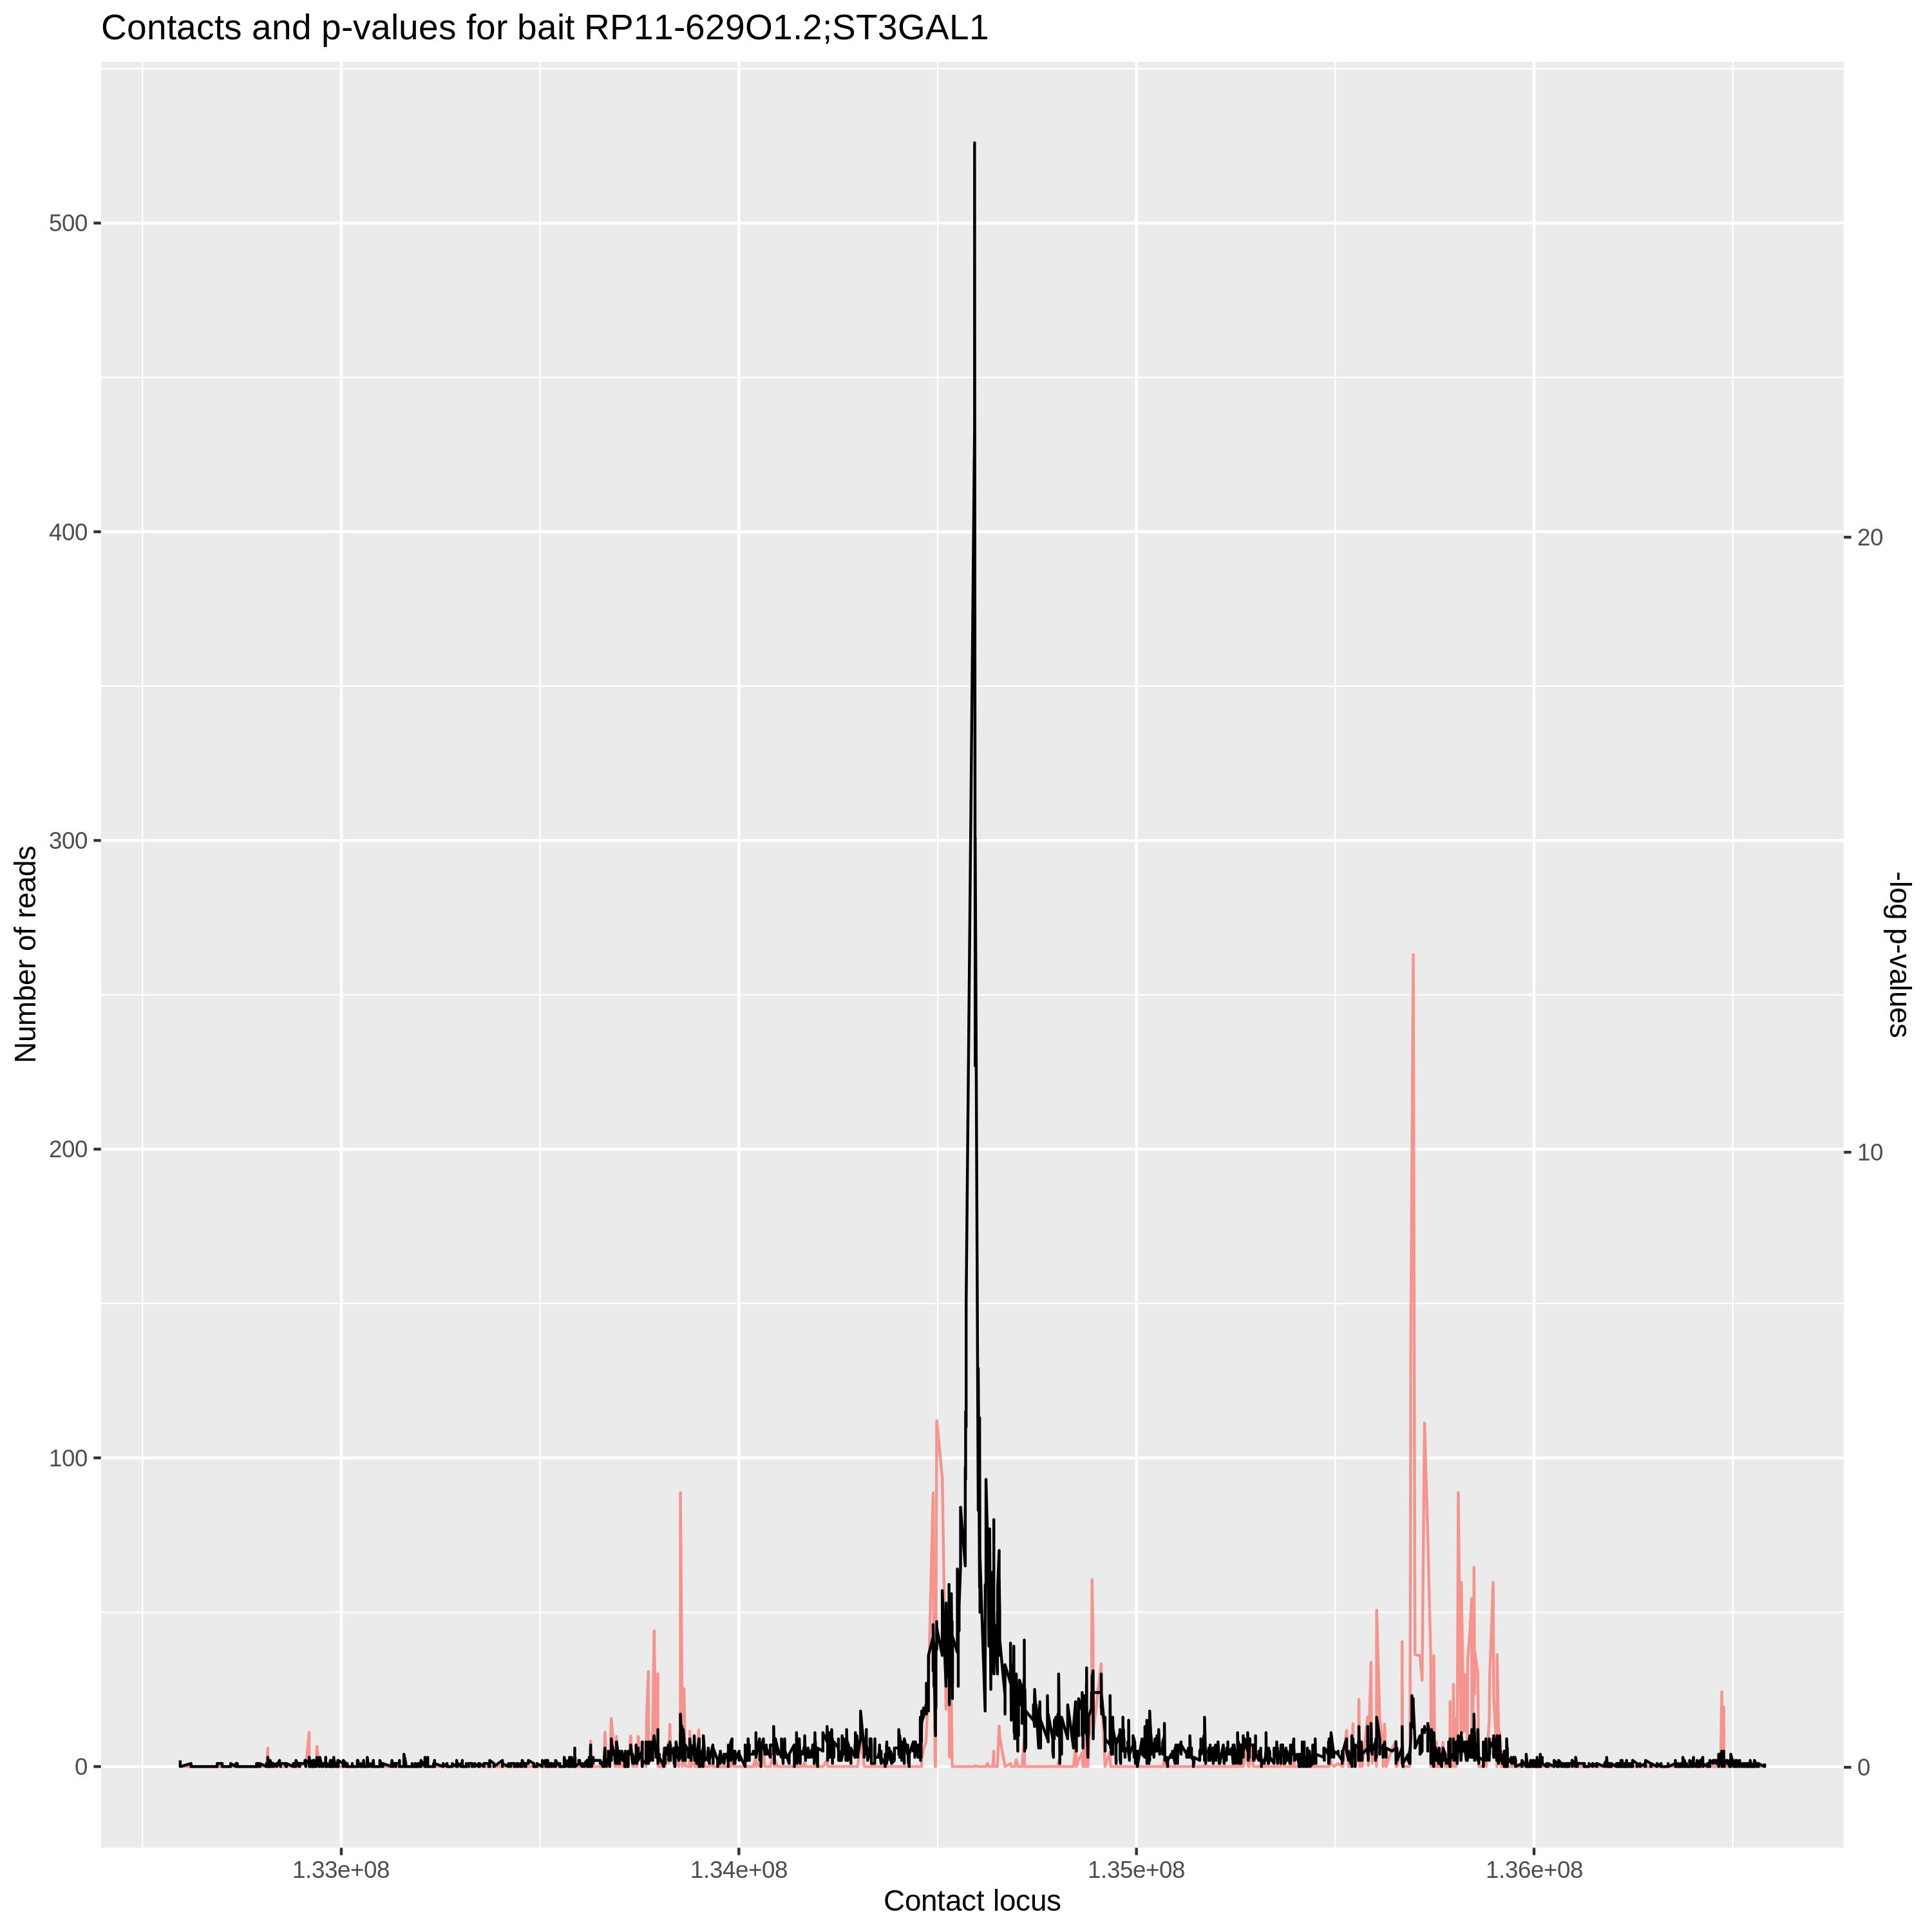 Contacts and p-values for bait RP11-629O1.2;ST3GAL1
Number of reads
500
400
300
200
100
0
20
10
0
-log p-values
1.33e+08
1.34e+08
1.35e+08
1.36e+08
Contact locus